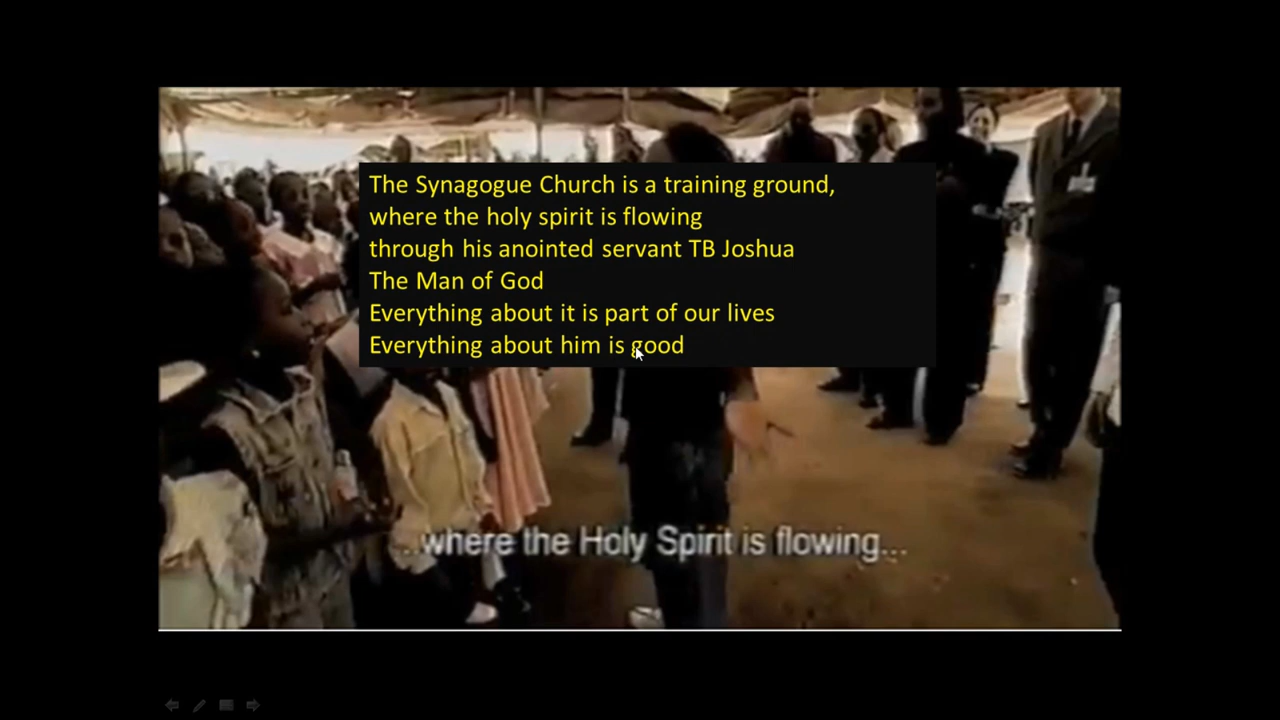 The Synagogue Church is a training ground,
where the holy spirit is flowing
through his anointed servant TB Joshua
The Man of God
Everything about it is part of our lives
Everything about him is good
...where the Holy Spirit is flowing...